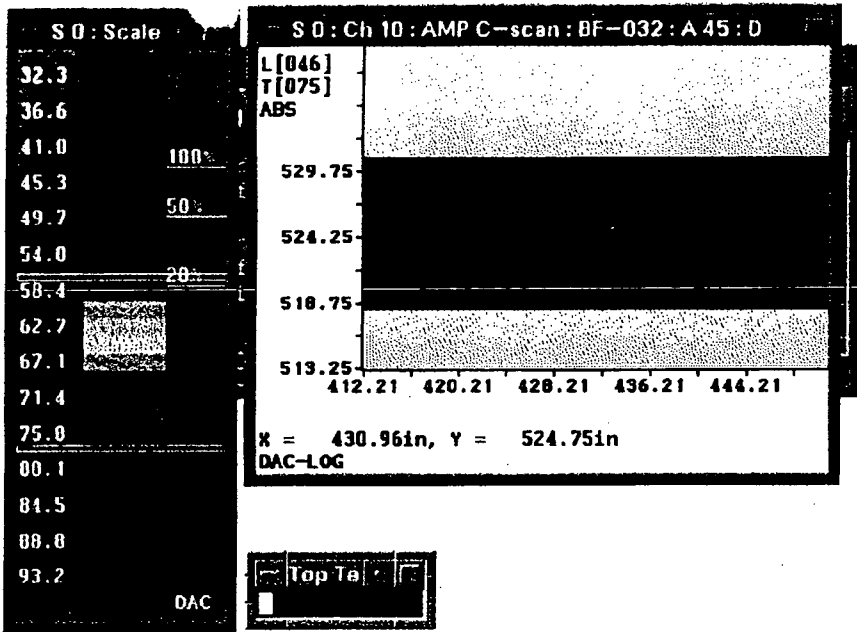 S 0 : Scale
32.3
36.6
41.0
100%
45.3
50%
49.7
54.0
20%
58.4
62.7
67.1
71.4
75.8
80.1
84.5
88.8
93.2
DAC
S 0 : Ch 10 : AMP C-scan : BF-032 : A 45 : D
L[046]
T[075]
ABS
529.75
524.25
518.75
513.25
412.21 420.21 428.21 436.21 444.21
X = 430.96in, Y = 524.75in
DAC-LOG
Top Te